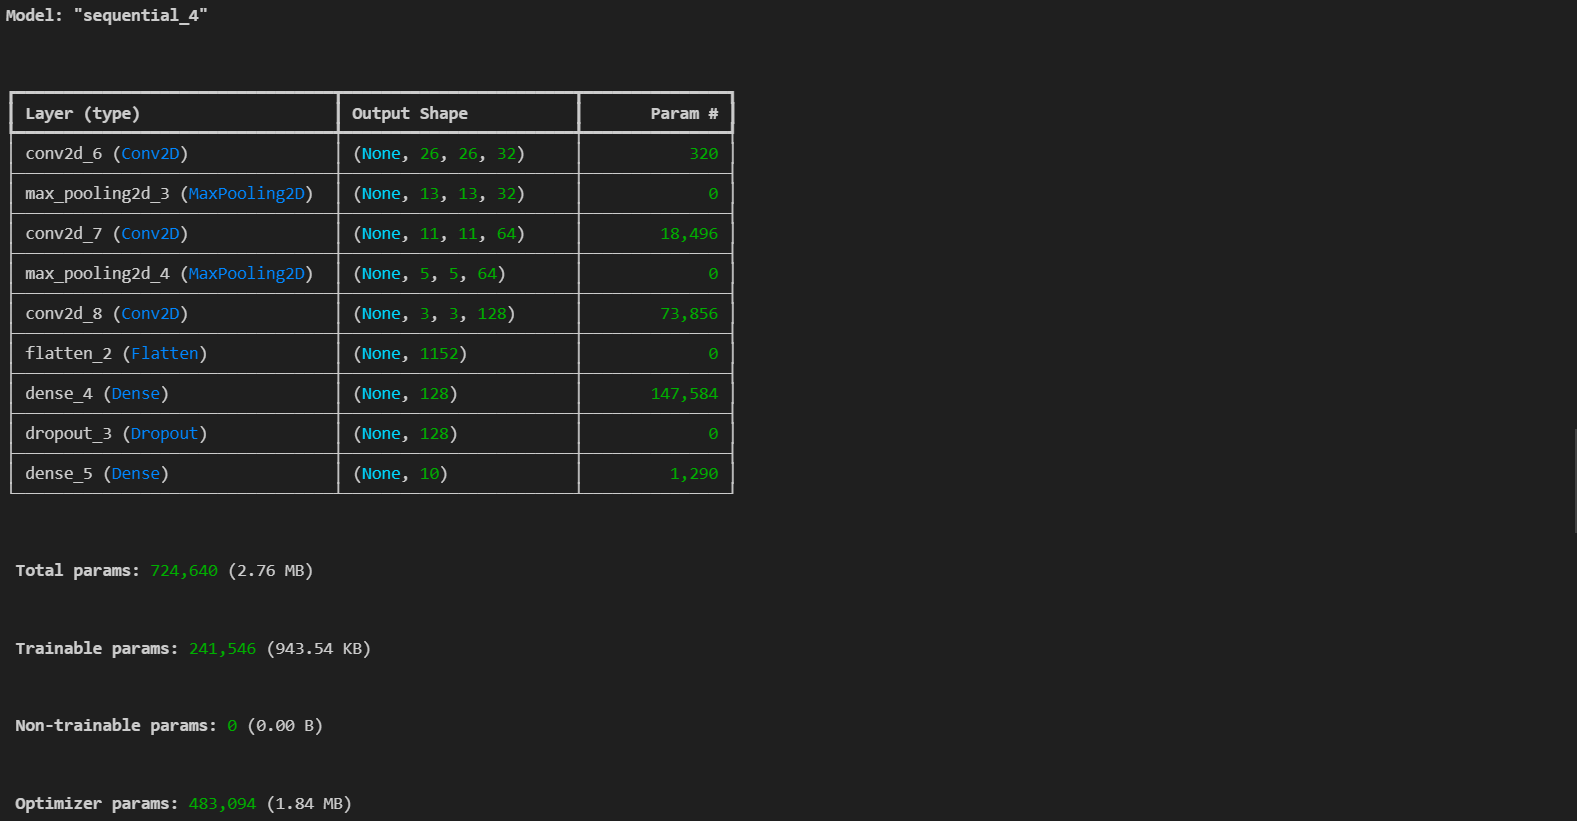 Model: "sequential_4"
Layer (type) Output Shape Param #
conv2d_6 (Conv2D) (None, 26, 26, 32) 320
max_pooling2d_3 (MaxPooling2D) (None, 13, 13, 32) 0
conv2d_7 (Conv2D) (None, 11, 11, 64) 18,496
max_pooling2d_4 (MaxPooling2D) (None, 5, 5, 64) 0
conv2d_8 (Conv2D) (None, 3, 3, 128) 73,856
flatten_2 (Flatten) (None, 1152) 0
dense_4 (Dense) (None, 128) 147,584
dropout_3 (Dropout) (None, 128) 0
dense_5 (Dense) (None, 10) 1,290
Total params: 724,640 (2.76 MB)
Trainable params: 241,546 (943.54 KB)
Non-trainable params: 0 (0.00 B)
Optimizer params: 483,094 (1.84 MB)